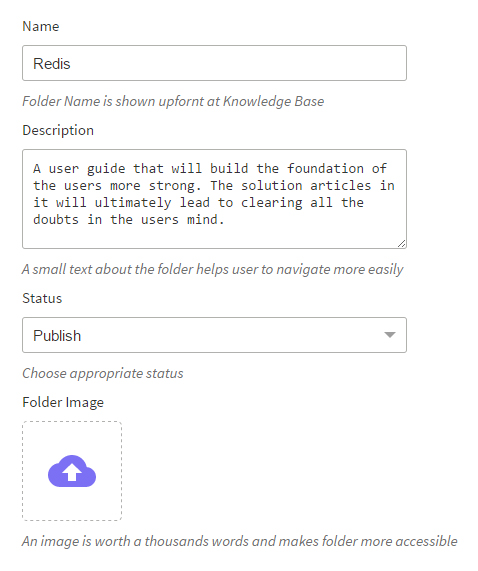 Name
Redis
Folder Name is shown upfornt at Knowledge Base
Description
A user guide that will build the foundation of
the users more strong. The solution articles in
it will ultimately lead to clearing all the
doubts in the users mind.
A small text about the folder helps user to navigate more easily
Status
Publish
Choose appropriate status
Folder Image
An image is worth a thousands words and makes folder more accessible